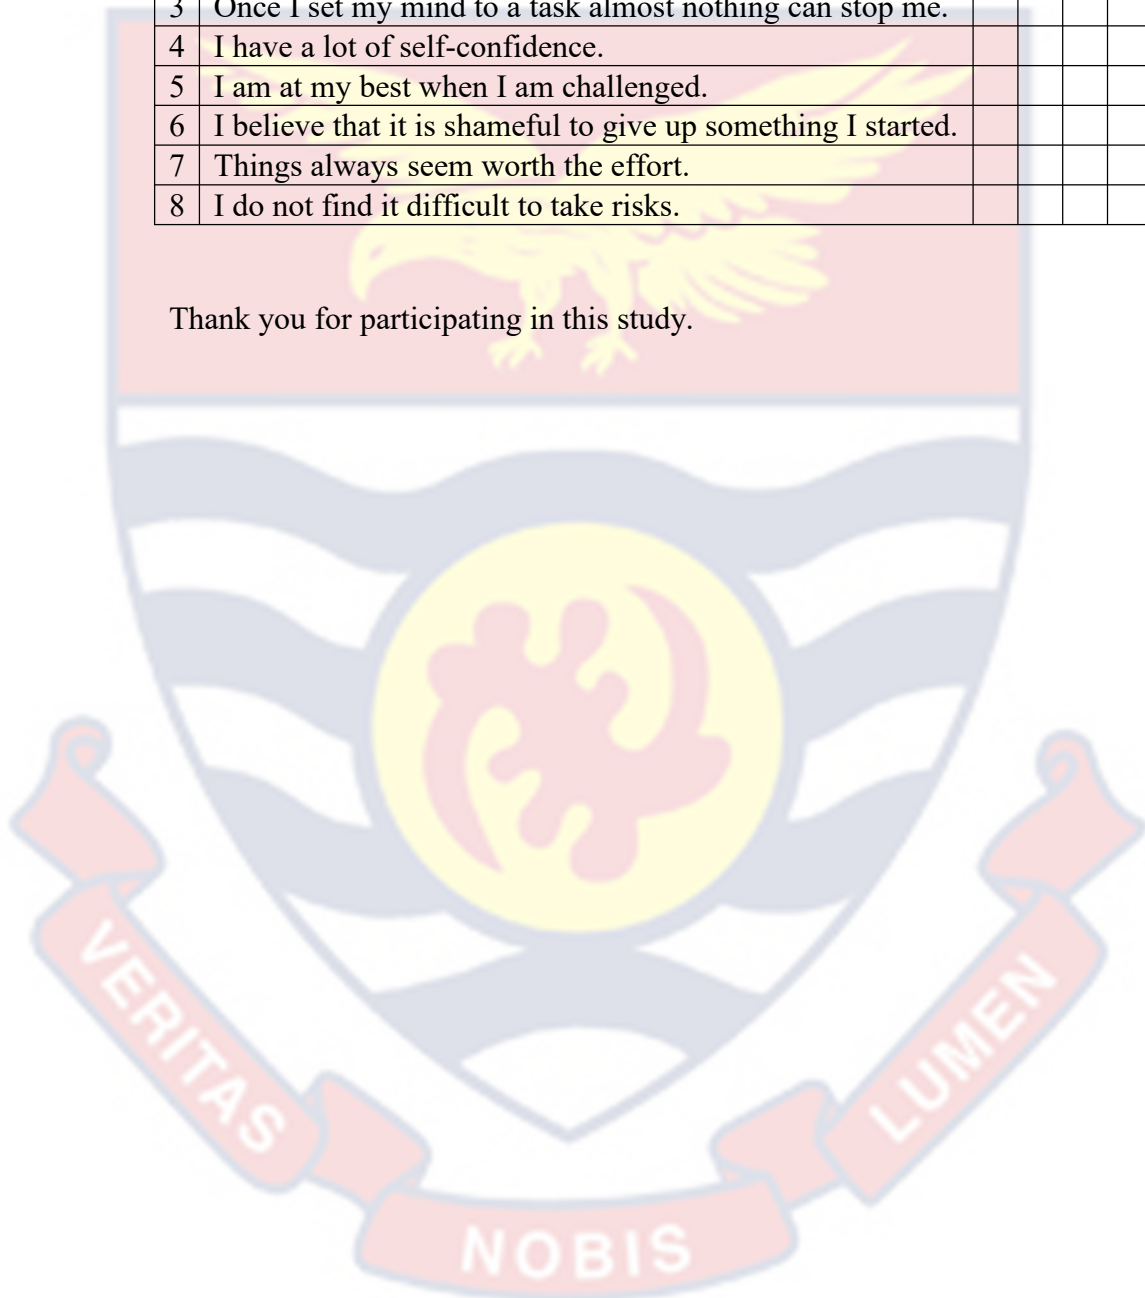 3 Once I set my mind to a task almost nothing can stop me.
4 I have a lot of self-confidence.
5 I am at my best when I am challenged.
6 I believe that it is shameful to give up something I started.
7 Things always seem worth the effort.
8 I do not find it difficult to take risks.
Thank you for participating in this study.
VERITAS
NOBIS
LUMEN